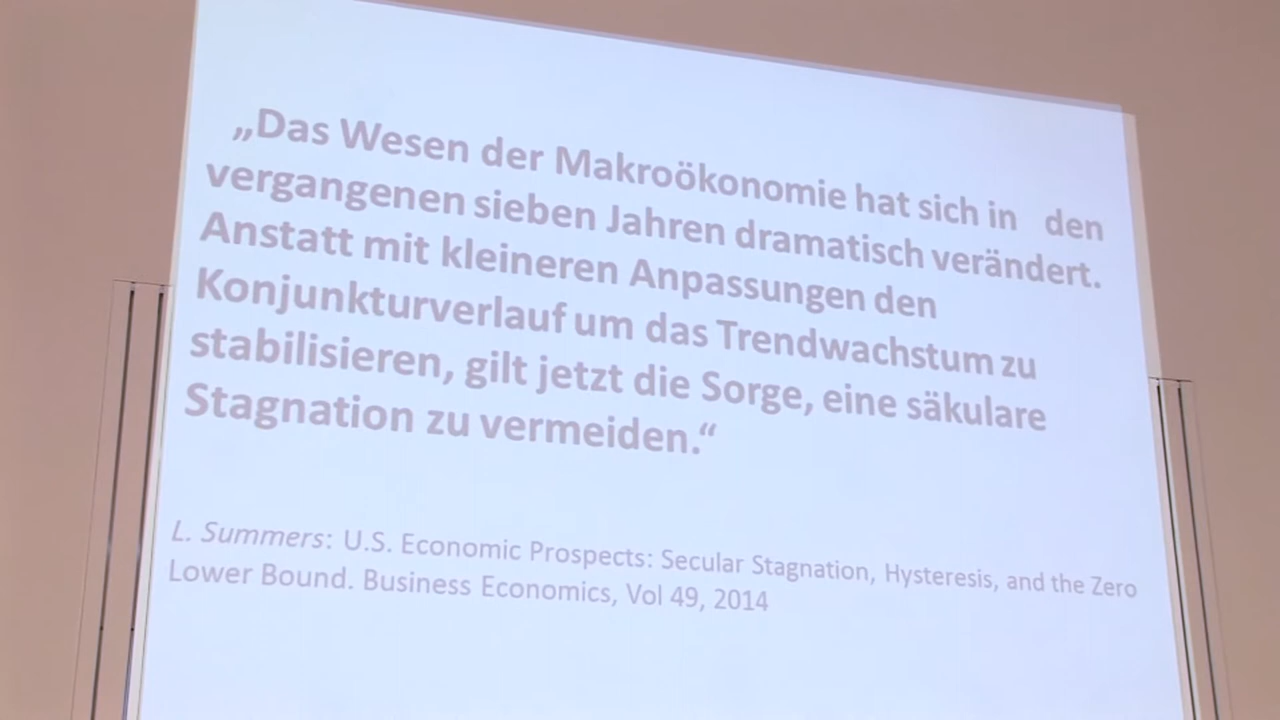 „Das Wesen der Makroökonomie hat sich in den
vergangenen sieben Jahren dramatisch verändert.
Anstatt mit kleineren Anpassungen den
Konjunkturverlauf um das Trendwachstum zu
stabilisieren, gilt jetzt die Sorge, eine säkulare
Stagnation zu vermeiden.“
L. Summers: U.S. Economic Prospects: Secular Stagnation, Hysteresis, and the Zero
Lower Bound. Business Economics, Vol 49, 2014